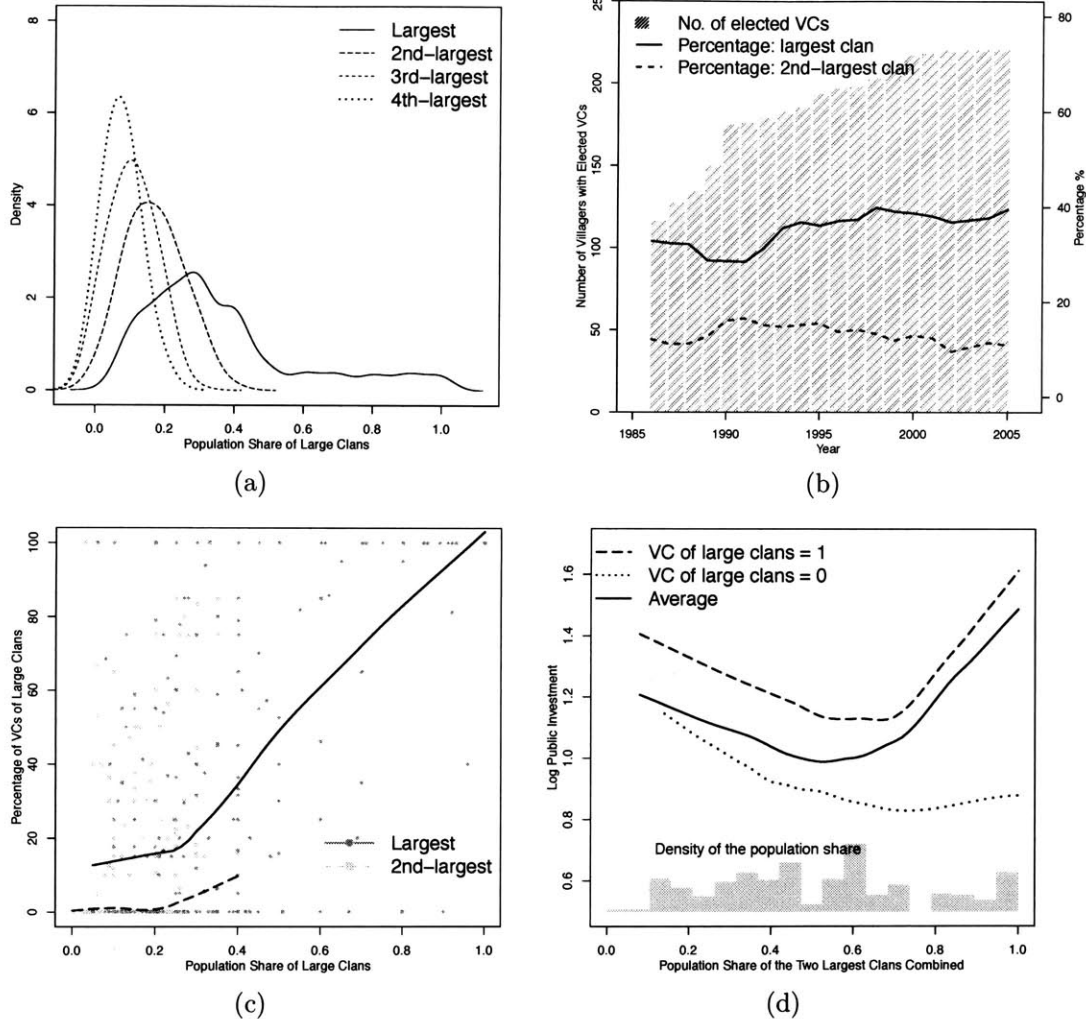 8
6
4
2
0
Density
Largest
2nd-largest
3rd-largest
4th-largest
0.0 0.2 0.4 0.6 0.8 1.0
Population Share of Large Clans
(a)
250
200
150
100
50
0
Number of Villagers with Elected VCs
No. of elected VCs
Percentage: largest clan
Percentage: 2nd-largest clan
80
60
40
20
0
Percentage %
1985 1990 1995 2000 2005
Year
(b)
100
80
60
40
20
0
Percentage of VCs of Large Clans
Largest
2nd-largest
0.0 0.2 0.4 0.6 0.8 1.0
Population Share of Large Clans
(c)
1.6
1.4
1.2
1.0
0.8
0.6
Log Public Investment
VC of large clans = 1
VC of large clans = 0
Average
Density of the population share
0.0 0.2 0.4 0.6 0.8 1.0
Population Share of the Two Largest Clans Combined
(d)